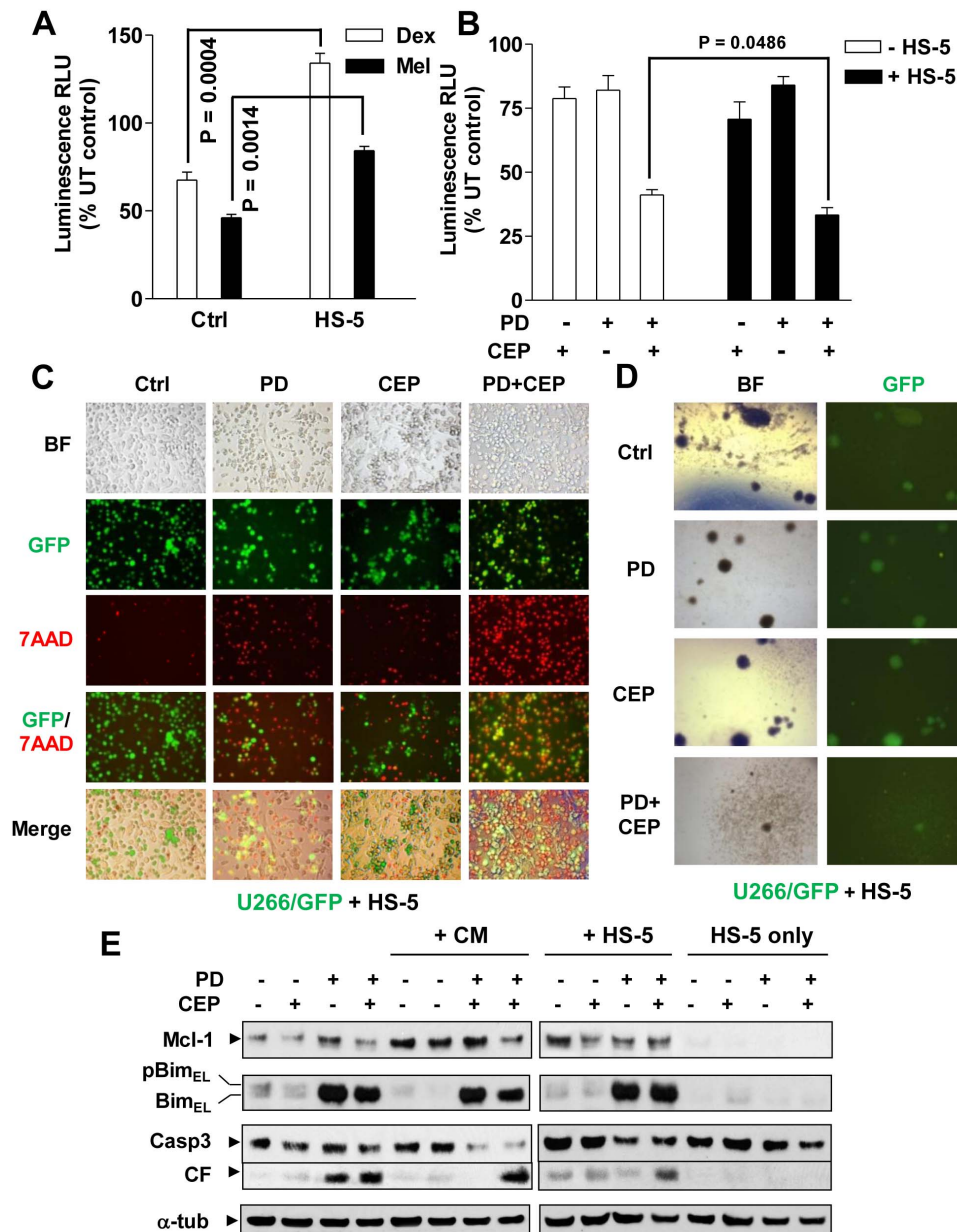 A
150
100
50
0
Luminescence RLU
(% UT control)
P = 0.0004
P = 0.0014
Dex
Mel
Ctrl
HS-5
B
100
75
50
25
0
Luminescence RLU
(% UT control)
P = 0.0486
- HS-5
+ HS-5
PD - + + - + +
CEP + - + + - +
C
Ctrl PD CEP PD+CEP
BF
GFP
7AAD
GFP/
7AAD
Merge
U266/GFP + HS-5
D
BF GFP
Ctrl
PD
CEP
PD+
CEP
U266/GFP + HS-5
E
+ CM + HS-5 HS-5 only
PD - - + + - - + + - - + + - - + +
CEP - + - + - - + + - + - + - + - +
Mcl-1
pBimEL
BimEL
Casp3
CF
α-tub